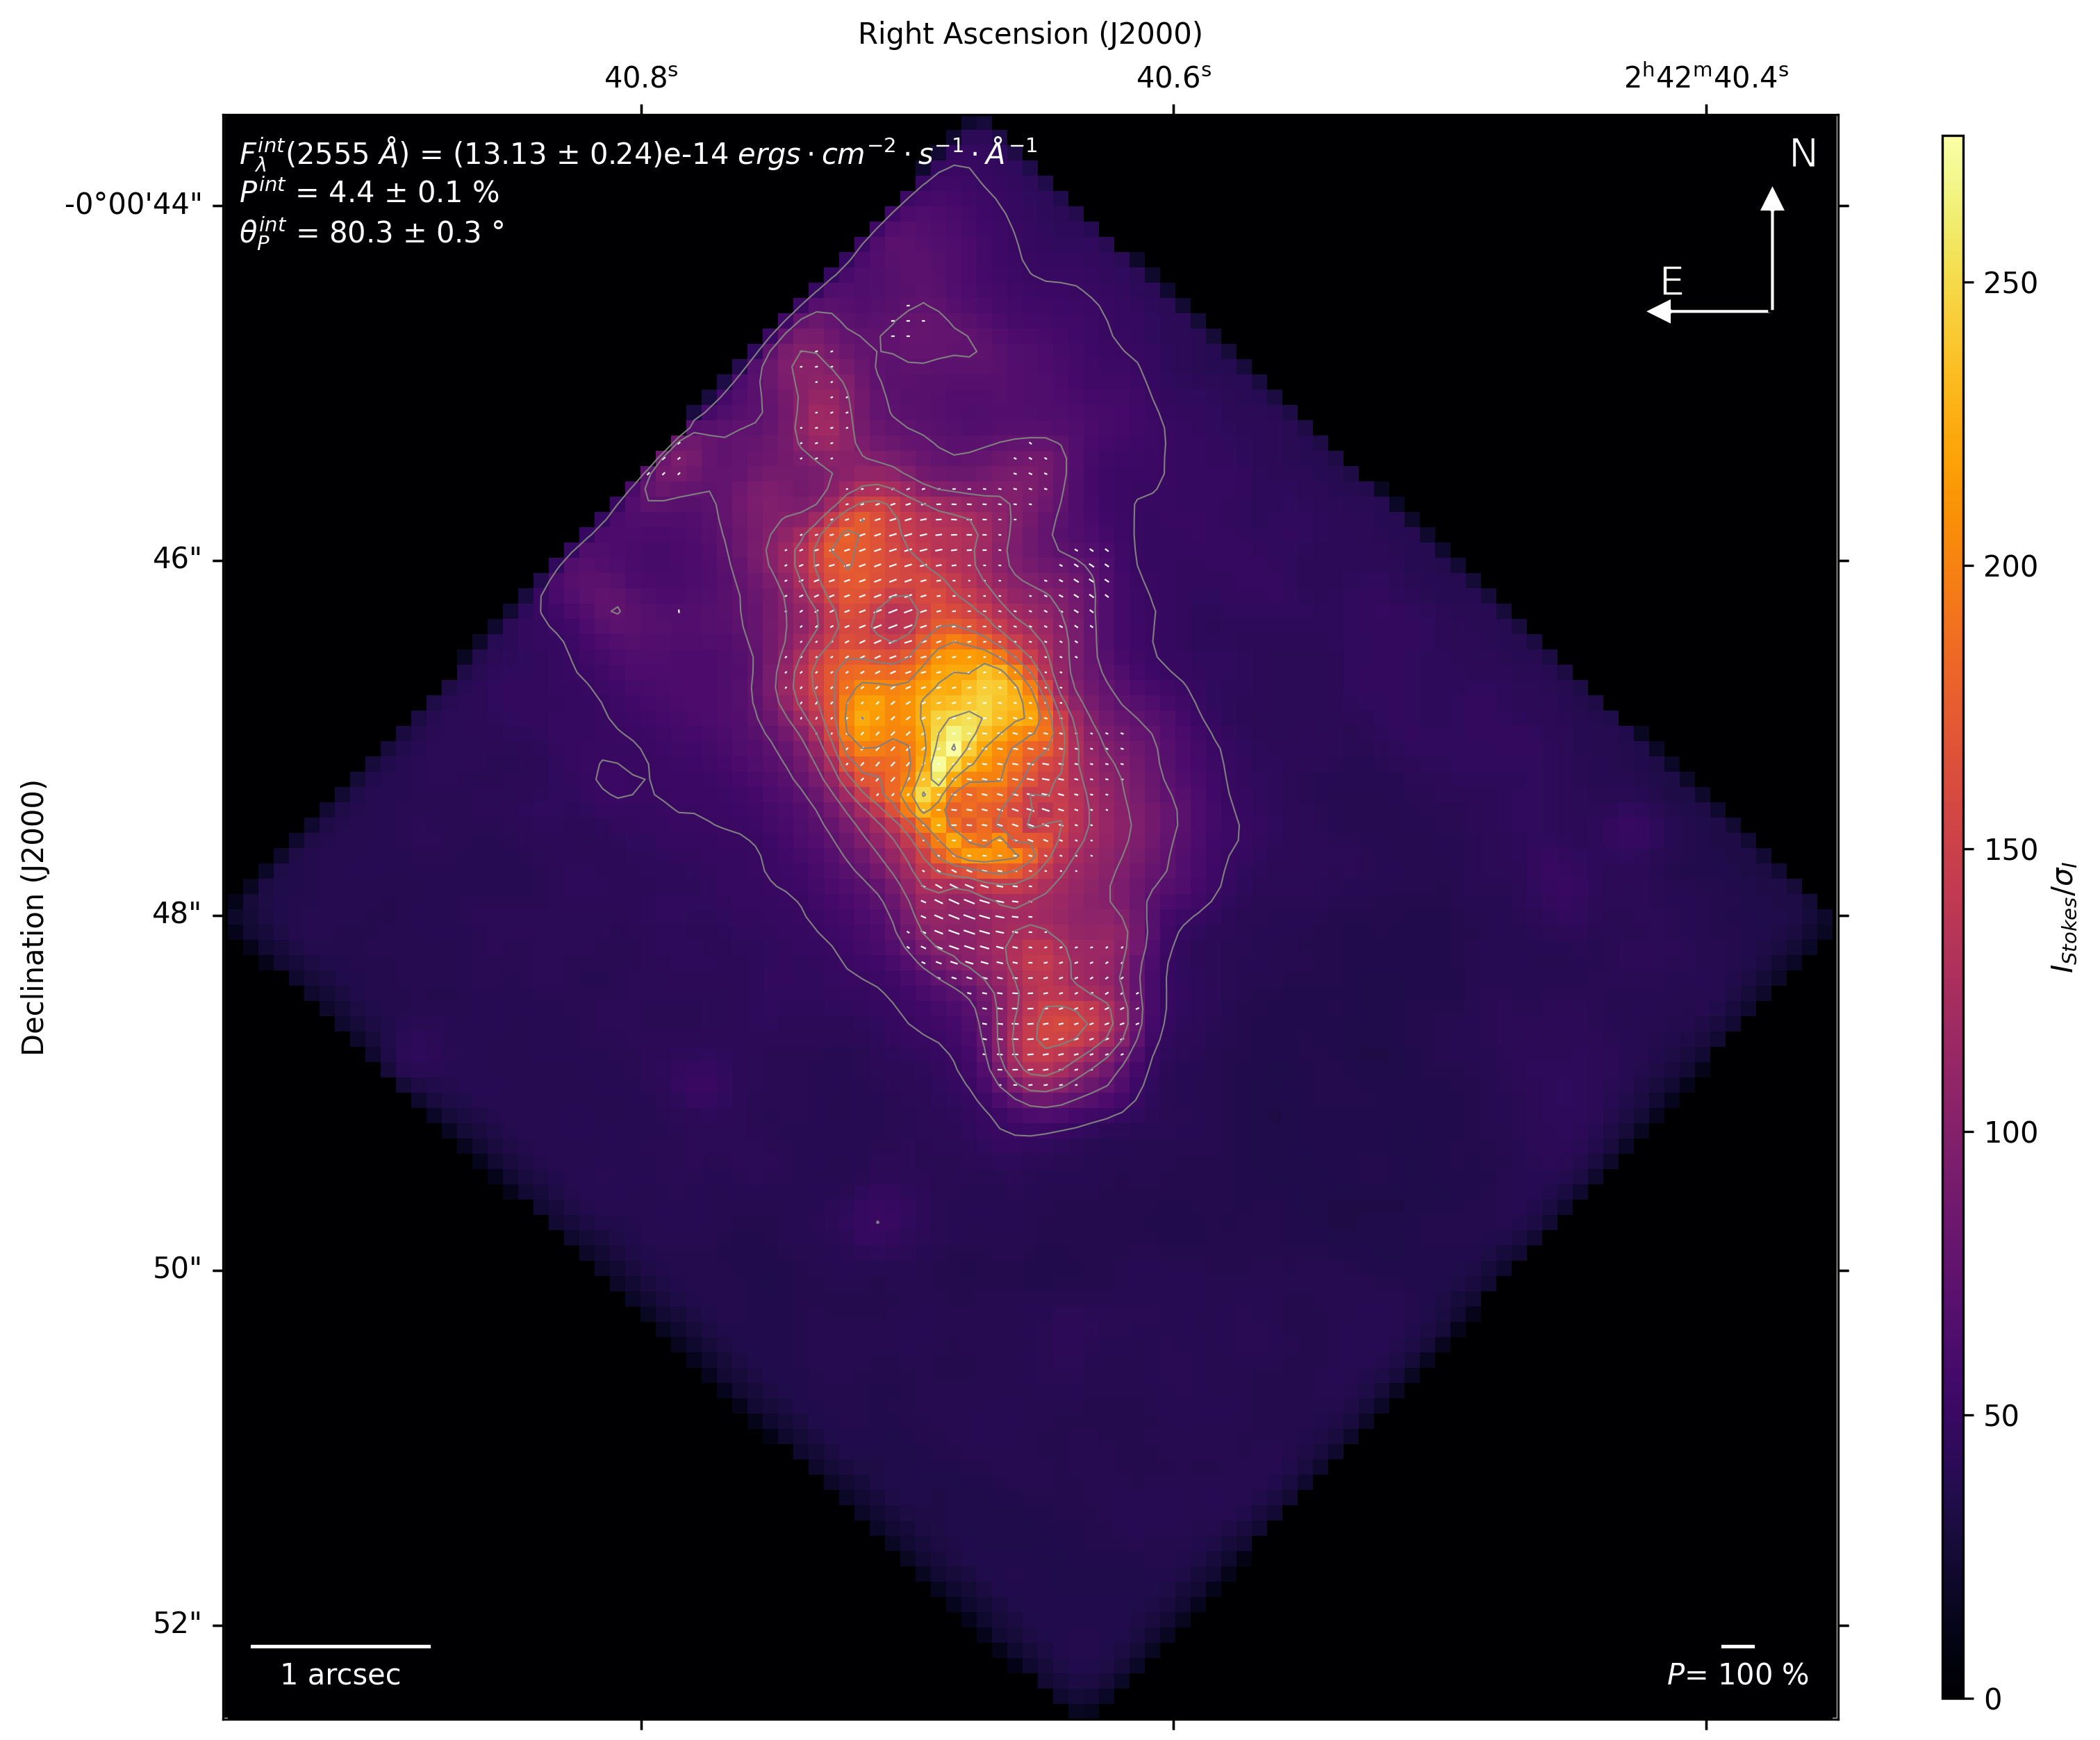 Right Ascension (J2000)
40.8ˢ 40.6ˢ 2ʰ42ᵐ40.4ˢ
F_λ^int(2555 Å) = (13.13 ± 0.24)e-14 ergs · cm⁻² · s⁻¹ · Å⁻¹
P^int = 4.4 ± 0.1 %
θ_P^int = 80.3 ± 0.3 °
N
E
-0°00'44"
46"
48"
50"
52"
Declination (J2000)
1 arcsec
P= 100 %
250
200
150
100
50
0
I_Stokes/σ_I